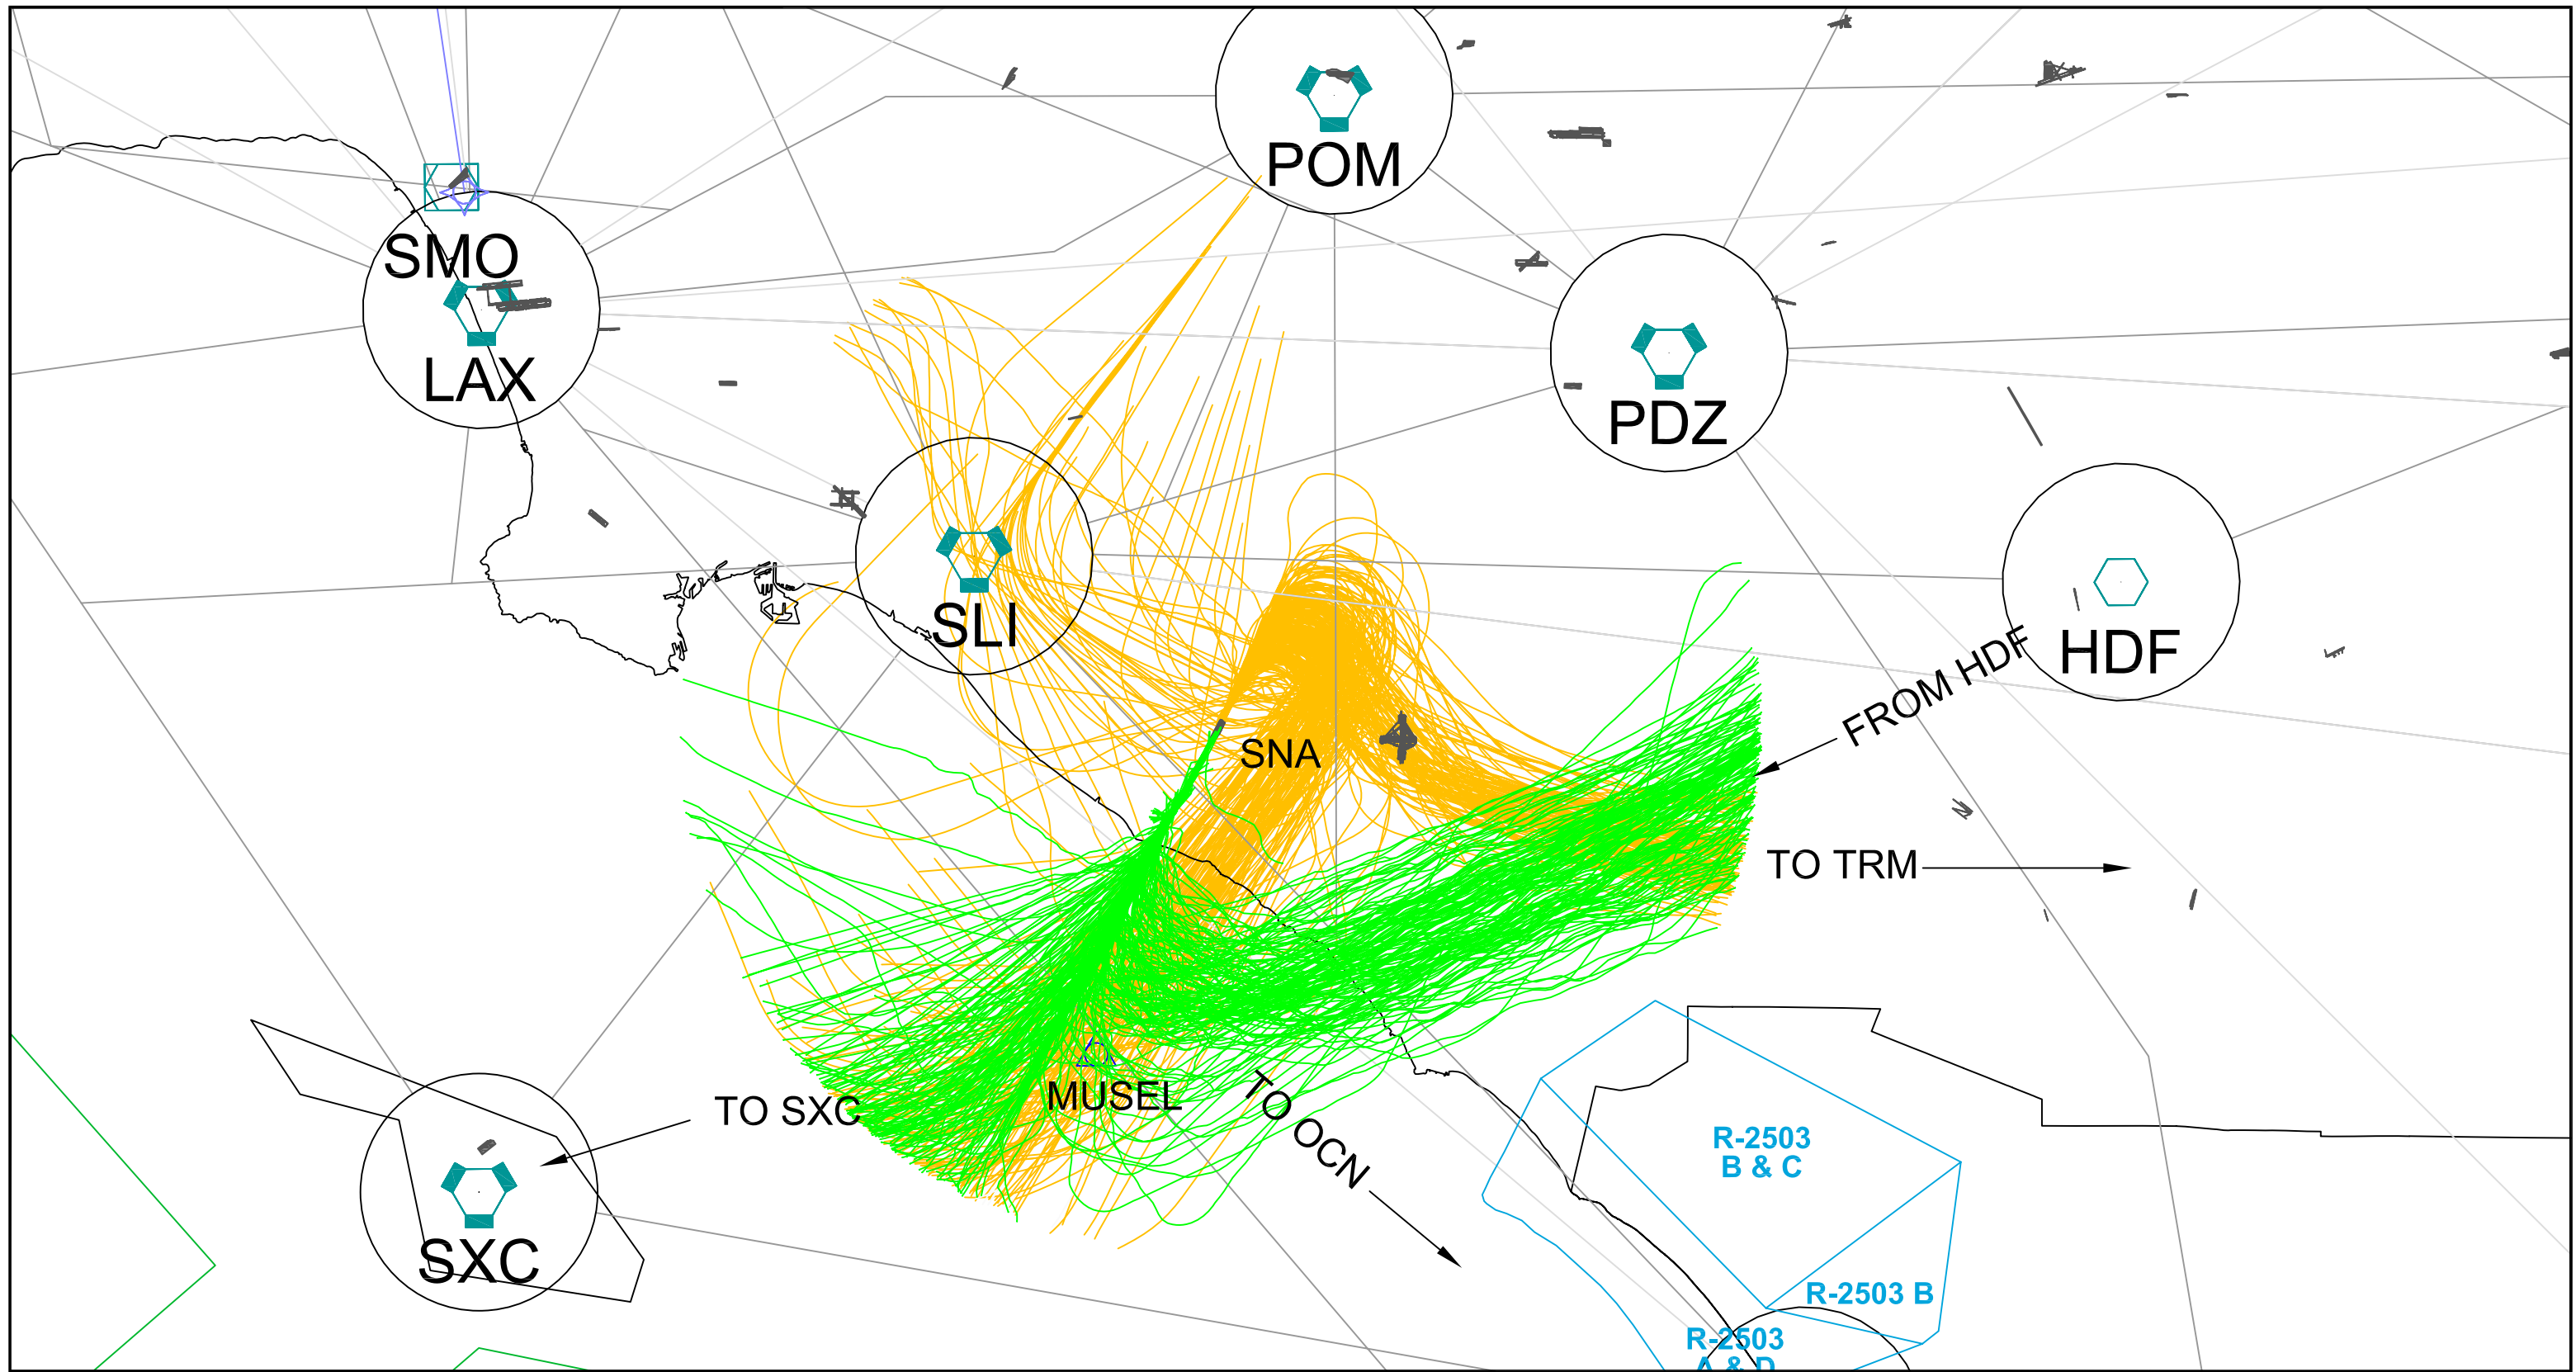 POM
SMO
LAX
PDZ
SLI
HDF
FROM HDF
SNA
TO TRM
MUSEL
TO SXC
TO OCN
R-2503
B & C
SXC
R-2503 B
R-2503
A & D